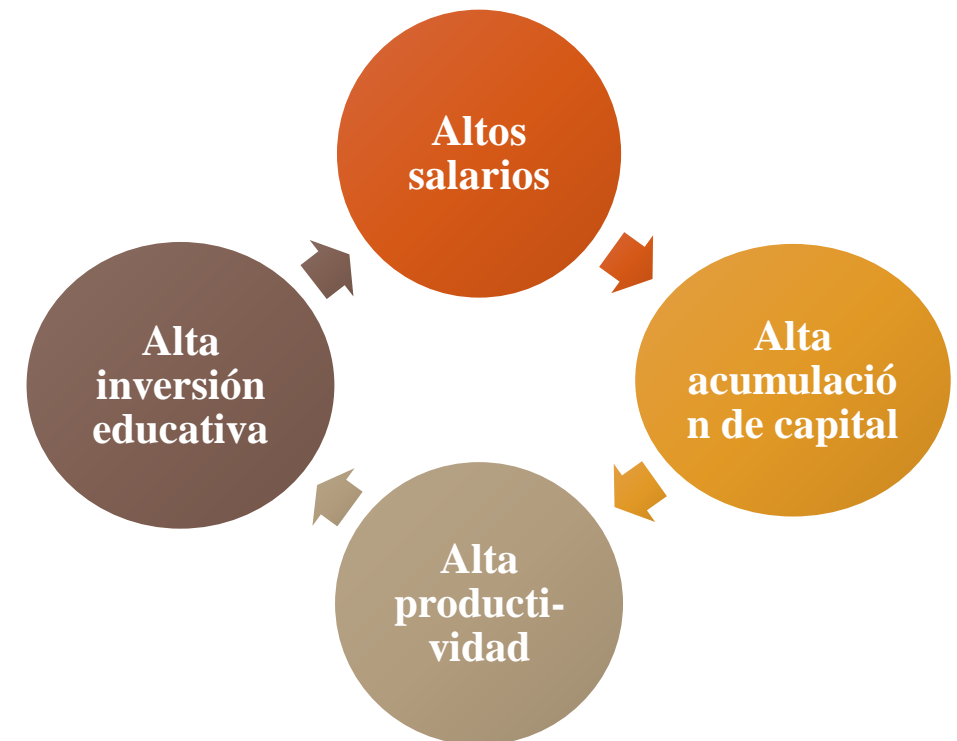 Altos
salarios
Alta
acumulació
n de capital
Alta
producti-
vidad
Alta
inversión
educativa